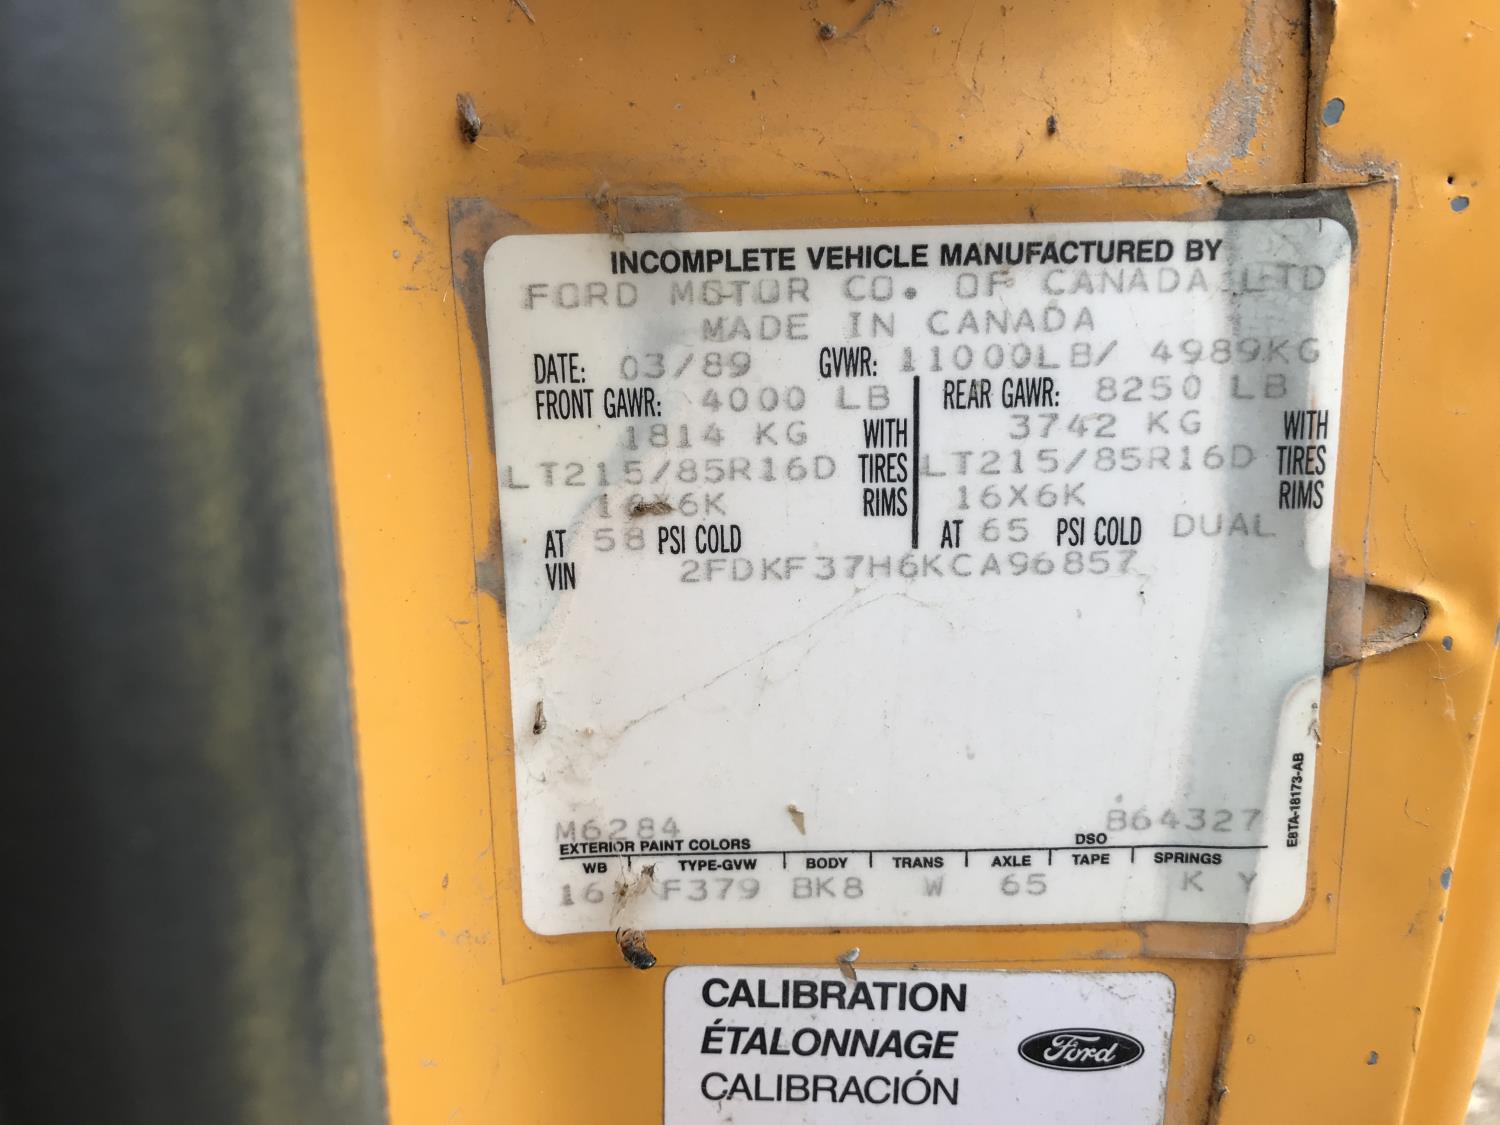 INCOMPLETE VEHICLE MANUFACTURED BY
FORD MOTOR CO. OF CANADA LTD
MADE IN CANADA
DATE: 03/89 GVWR: 11000LB/ 4989KG
FRONT GAWR: 4000 LB REAR GAWR: 8250 LB
1814 KG WITH 3742 KG WITH
LT215/85R16D TIRES LT215/85R16D TIRES
16X6K RIMS 16X6K RIMS
AT 58 PSI COLD AT 65 PSI COLD DUAL
VIN 2FDKF37H6KCA96857
E8TA-18173-AB
M6284 864327
EXTERIOR PAINT COLORS DSO
WB TYPE-GVW BODY TRANS AXLE TAPE SPRINGS
F379 BK8 W 65 K Y
CALIBRATION
ÉTALONNAGE
CALIBRACIÓN
Ford